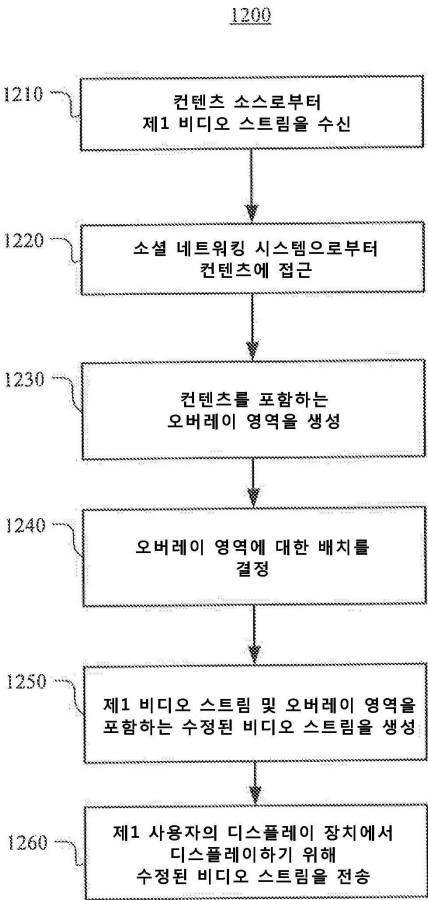 1200
1210
컨텐츠 소스로부터
제1 비디오 스트림을 수신
1220
소셜 네트워킹 시스템으로부터
컨텐츠에 접근
1230
컨텐츠를 포함하는
오버레이 영역을 생성
1240
오버레이 영역에 대한 배치를
결정
1250
제1 비디오 스트림 및 오버레이 영역을
포함하는 수정된 비디오 스트림을 생성
1260
제1 사용자의 디스플레이 장치에서
디스플레이하기 위해
수정된 비디오 스트림을 전송